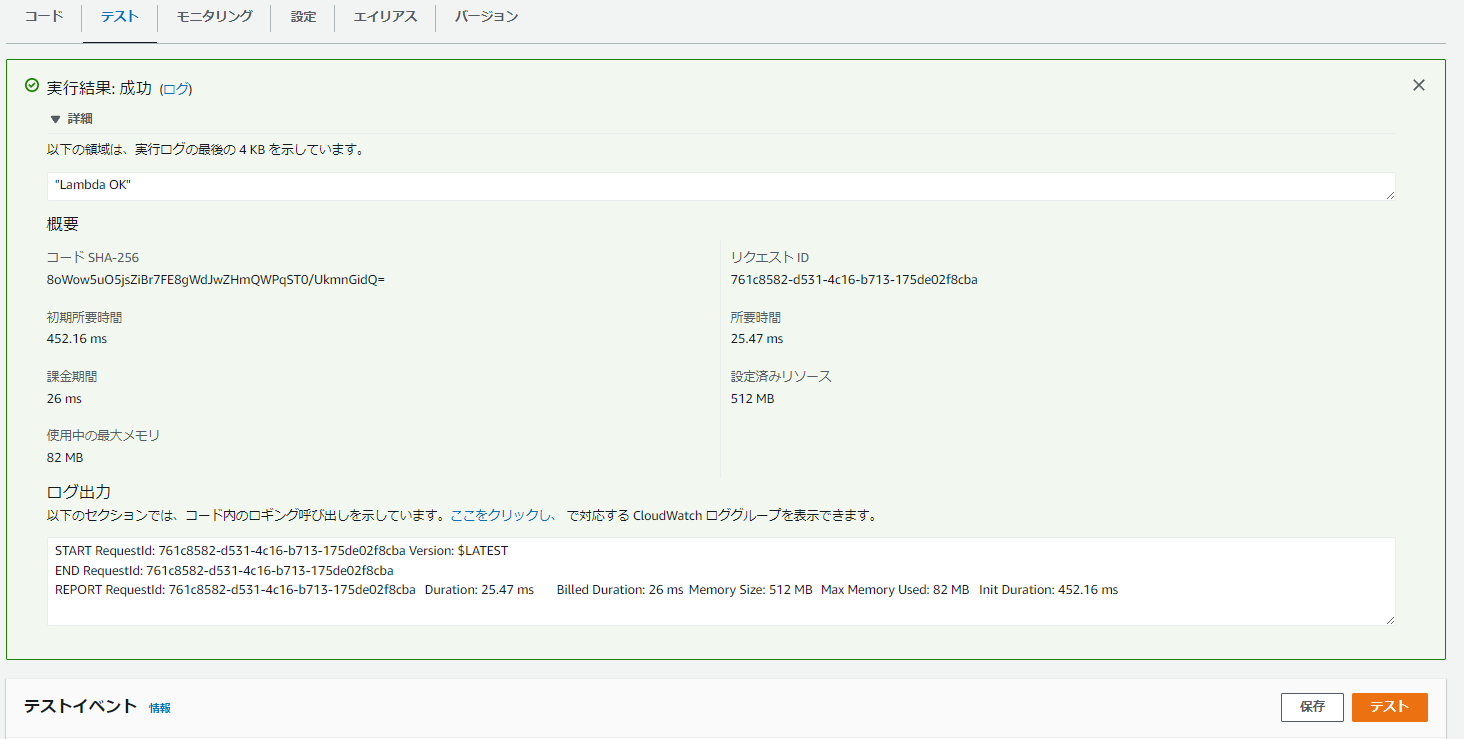 コード テスト モニタリング 設定 エイリアス バージョン
実行結果: 成功 (ログ)
▼ 詳細
以下の領域は、実行ログの最後の 4 KB を示しています。
"Lambda OK"
概要
コード SHA-256
8oWow5uO5jsZiBr7FE8gWdJwZHmQWPqST0/UkmnGidQ=
リクエスト ID
761c8582-d531-4c16-b713-175de02f8cba
初期所要時間
452.16 ms
所要時間
25.47 ms
課金期間
26 ms
設定済みリソース
512 MB
使用中の最大メモリ
82 MB
ログ出力
以下のセクションでは、コード内のロギング呼び出しを示しています。ここをクリックし、 で対応する CloudWatch ロググループを表示できます。
START RequestId: 761c8582-d531-4c16-b713-175de02f8cba Version: $LATEST
END RequestId: 761c8582-d531-4c16-b713-175de02f8cba
REPORT RequestId: 761c8582-d531-4c16-b713-175de02f8cba Duration: 25.47 ms Billed Duration: 26 ms Memory Size: 512 MB Max Memory Used: 82 MB Init Duration: 452.16 ms
テストイベント 情報
保存 テスト